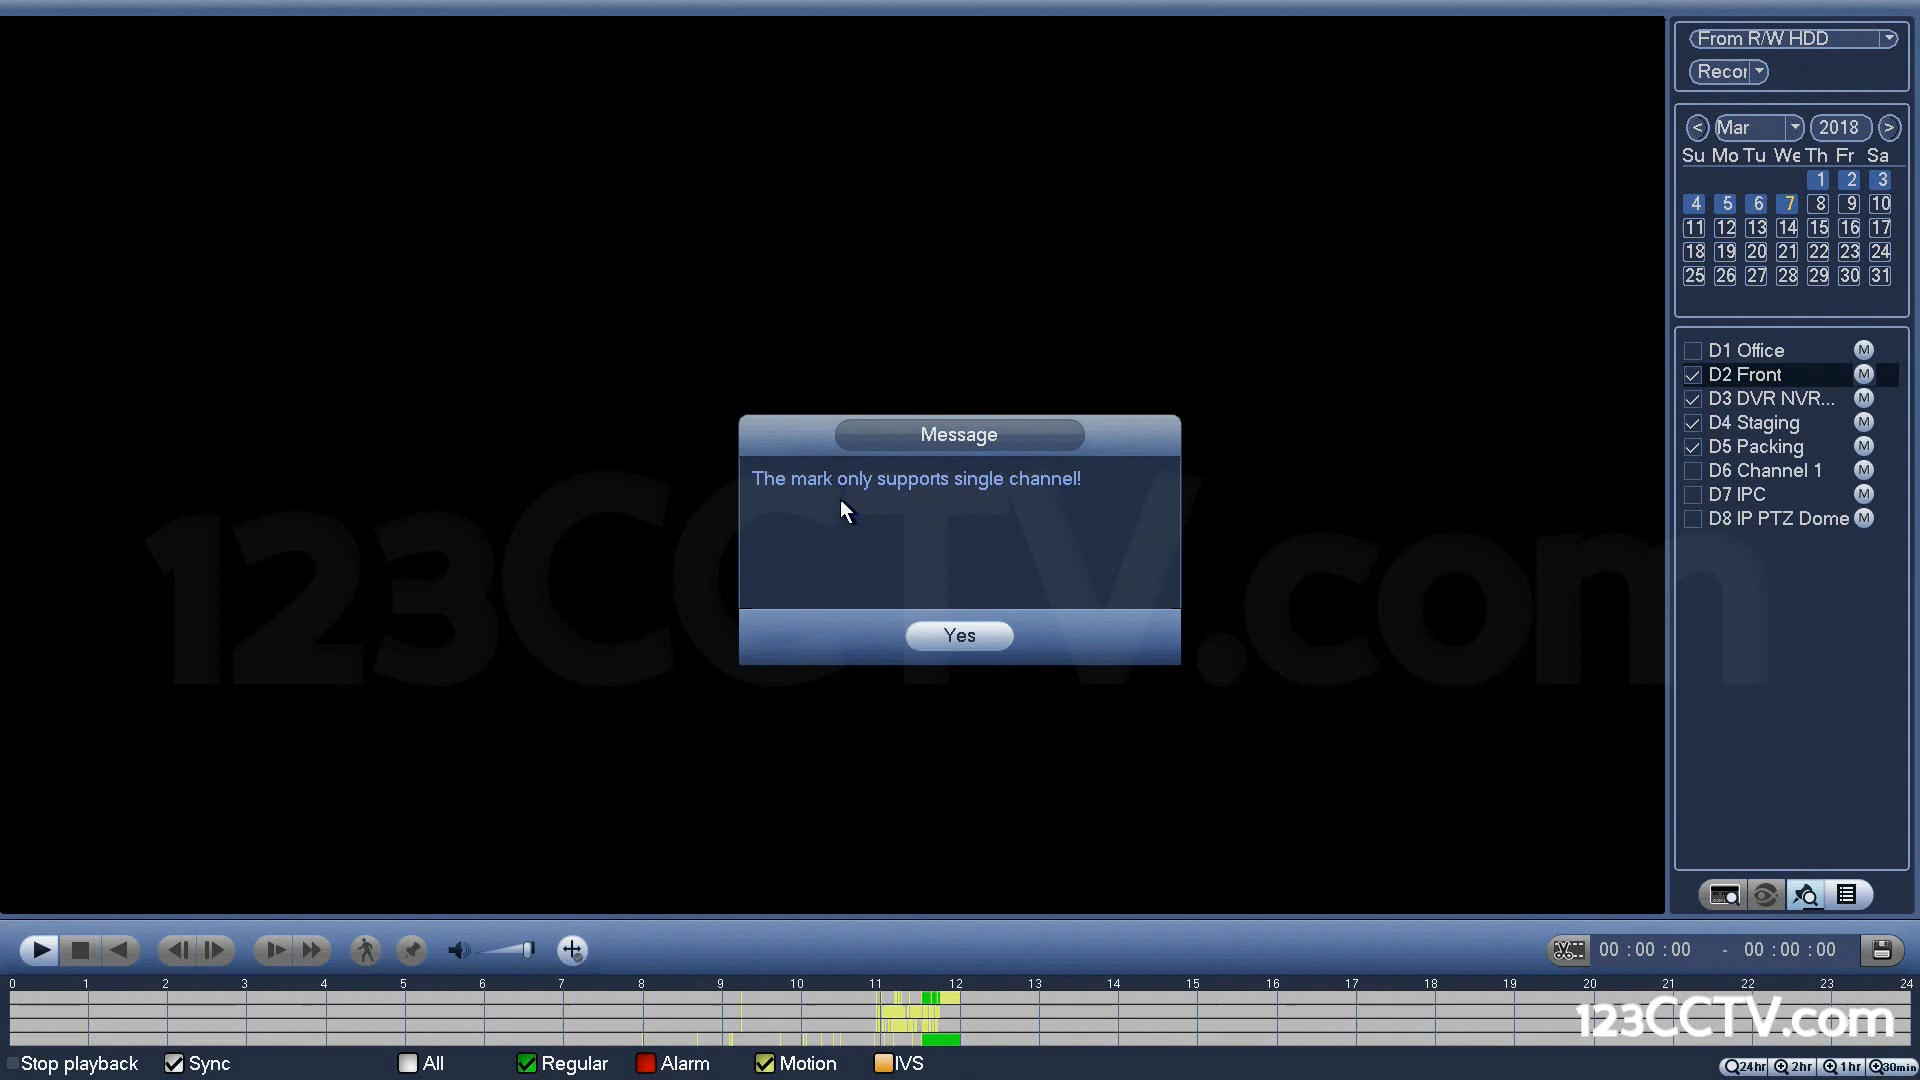 From R/W HDD
Recor
< Mar 2018 >
Su Mo Tu We Th Fr Sa
1 2 3
4 5 6 7 8 9 10
11 12 13 14 15 16 17
18 19 20 21 22 23 24
25 26 27 28 29 30 31
D1 Office M
D2 Front M
D3 DVR NVR... M
D4 Staging M
D5 Packing M
D6 Channel 1 M
D7 IPC M
D8 IP PTZ Dome M
Message
The mark only supports single channel!
Yes
123CCTV.com
00 :00 :00 - 00 :00 :00
0 1 2 3 4 5 6 7 8 9 10 11 12 13 14 15 16 17 18 19 20 21 22 23 24
123CCTV.com
Stop playback Sync All Regular Alarm Motion IVS
24hr 2hr 1hr 30min